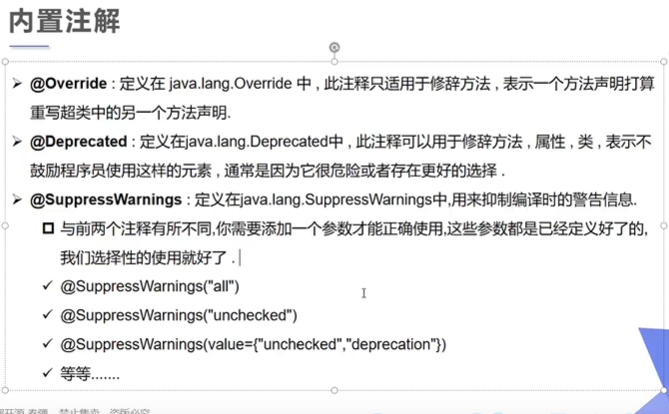 内置注解
➢ @Override : 定义在 java.lang.Override 中 , 此注释只适用于修辞方法 , 表示一个方法声明打算
重写超类中的另一个方法声明.
➢ @Deprecated : 定义在java.lang.Deprecated中 , 此注释可以用于修辞方法 , 属性 , 类 , 表示不
鼓励程序员使用这样的元素 , 通常是因为它很危险或者存在更好的选择 .
➢ @SuppressWarnings : 定义在java.lang.SuppressWarnings中,用来抑制编译时的警告信息.
与前两个注释有所不同,你需要添加一个参数才能正确使用,这些参数都是已经定义好了的,
我们选择性的使用就好了 .
✓ @SuppressWarnings("all")
✓ @SuppressWarnings("unchecked")
✓ @SuppressWarnings(value={"unchecked","deprecation"})
✓ 等等.......